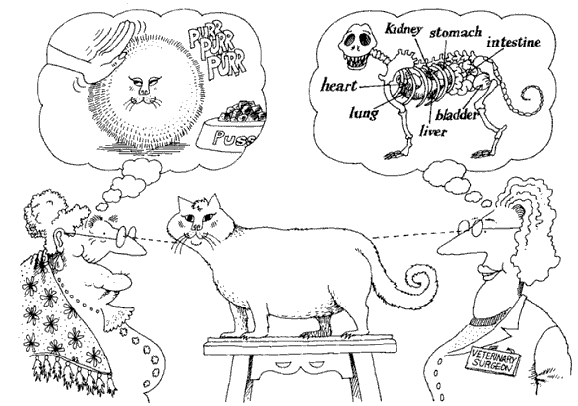 PURR
PURR
PURR
PUSS
Kidney
stomach
intestine
heart
lung
bladder
liver
VETERINARY
SURGEON